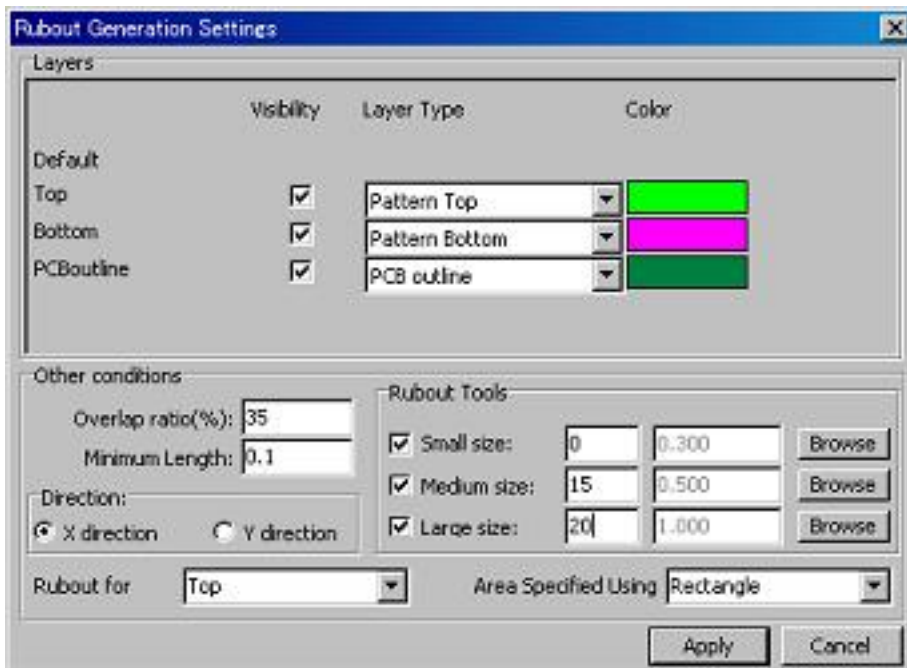 Rubout Generation Settings
Layers
Visibility Layer Type Color
Default
Top Pattern Top
Bottom Pattern Bottom
PCBoutline PCB outline
Other conditions
Overlap ratio(%): 35
Minimum Length: 0.1
Direction:
X direction Y direction
Rubout Tools
Small size: 0 0.300 Browse
Medium size: 15 0.500 Browse
Large size: 20 1.000 Browse
Rubout for Top Area Specified Using Rectangle
Apply Cancel